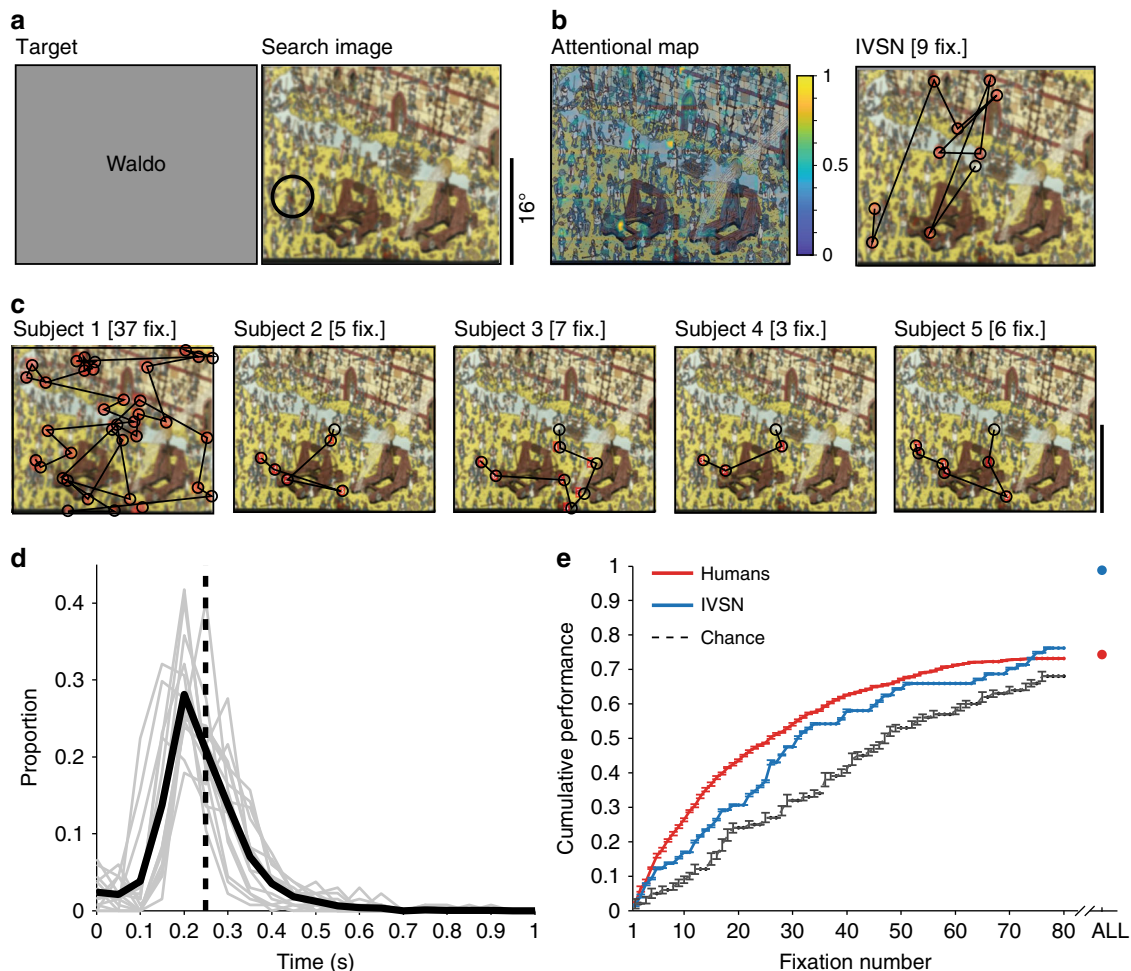 a
Target
Search image
Waldo
16°
b
Attentional map
IVSN [9 fix.]
1
0.5
0
c
Subject 1 [37 fix.]
Subject 2 [5 fix.]
Subject 3 [7 fix.]
Subject 4 [3 fix.]
Subject 5 [6 fix.]
d
Proportion
0.4
0.3
0.2
0.1
0
0 0.1 0.2 0.3 0.4 0.5 0.6 0.7 0.8 0.9 1
Time (s)
e
Cumulative performance
1
0.9
0.8
0.7
0.6
0.5
0.4
0.3
0.2
0.1
0
Humans
IVSN
Chance
1 10 20 30 40 50 60 70 80 ALL
Fixation number